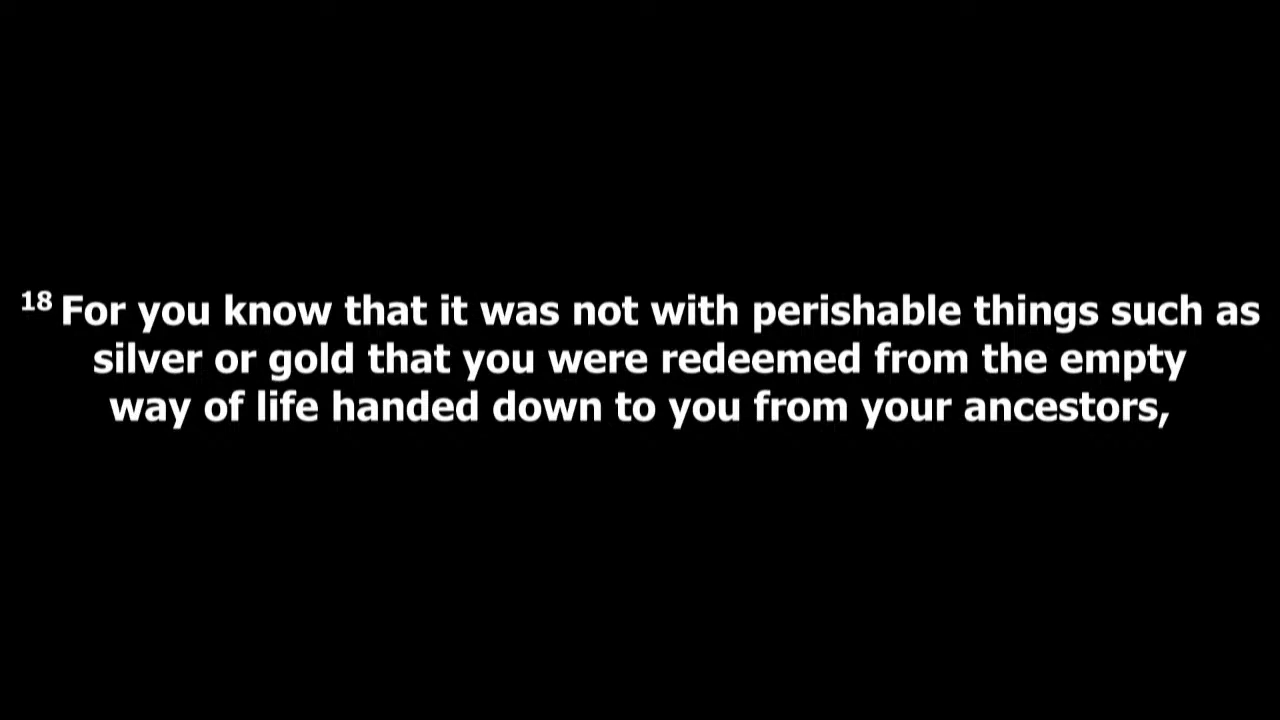 18 For you know that it was not with perishable things such as
silver or gold that you were redeemed from the empty
way of life handed down to you from your ancestors,